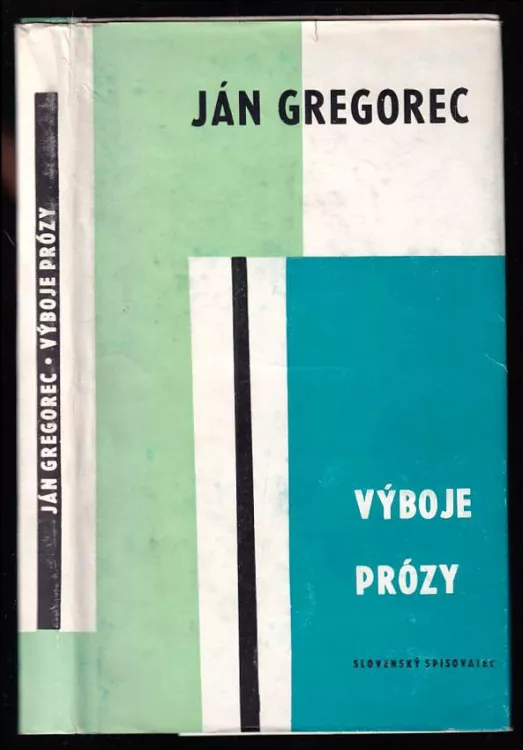 JÁN GREGOREC
VÝBOJE
PRÓZY
SLOVENSKÝ SPISOVATEĽ
JÁN GREGOREC • VÝBOJE PRÓZY